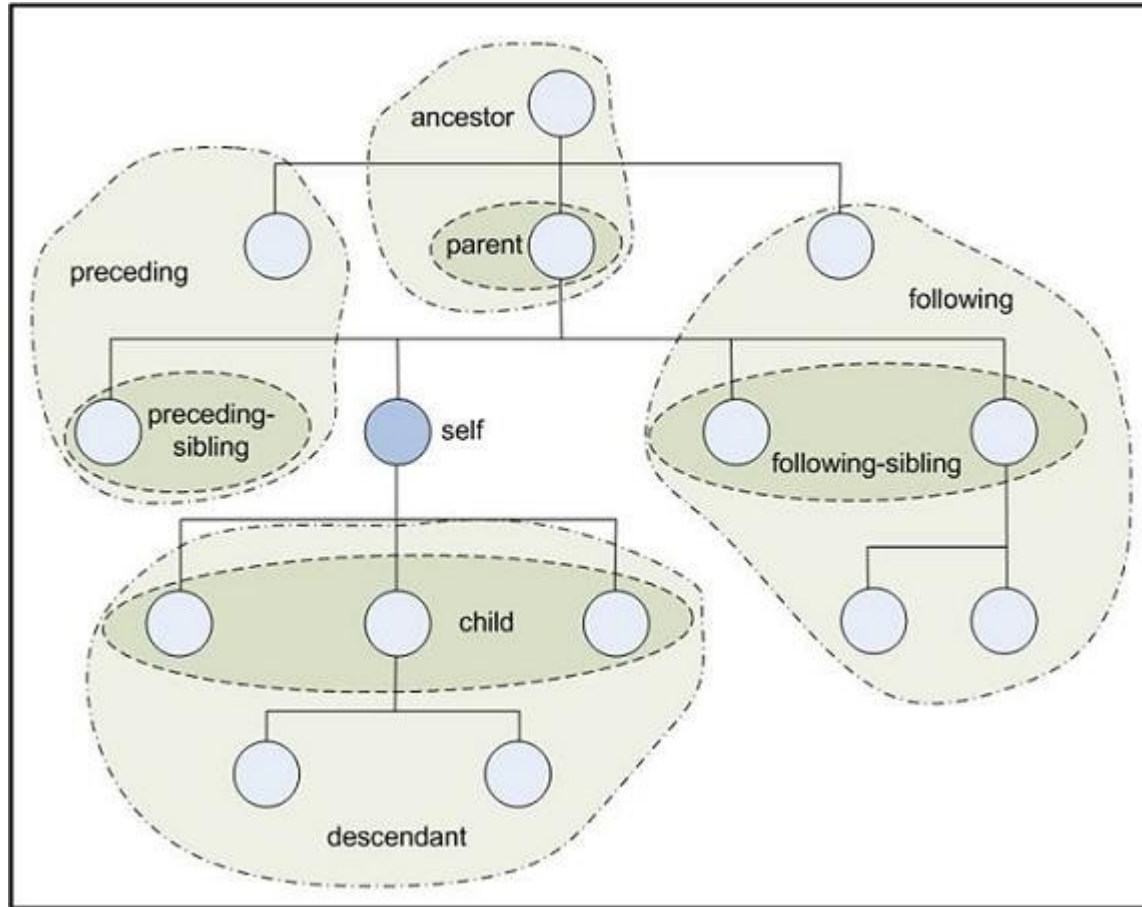 ancestor
parent
preceding
following
preceding-
sibling
self
following-sibling
child
descendant